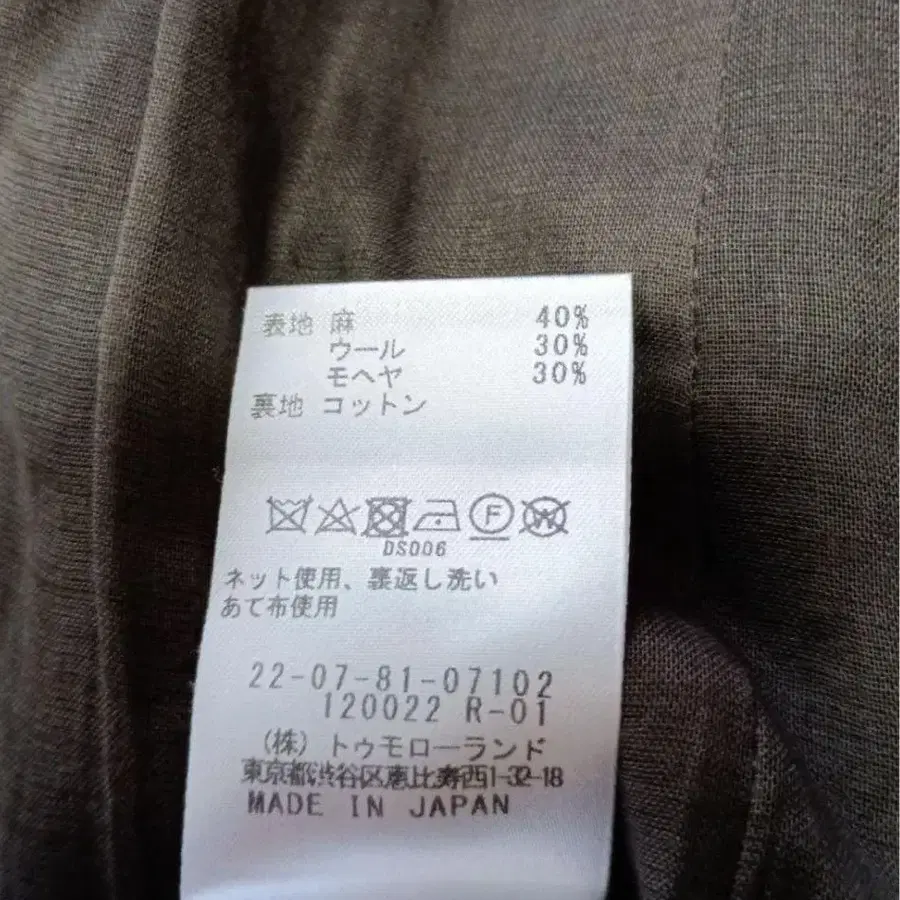 表地 麻 40%
ウール 30%
モヘヤ 30%
裏地 コットン
F W
DS006
ネット使用、裏返し洗い
あて布使用
22-07-81-07102
120022 R-01
(株) トゥモローランド
東京都渋谷区恵比寿西1-32-18
MADE IN JAPAN